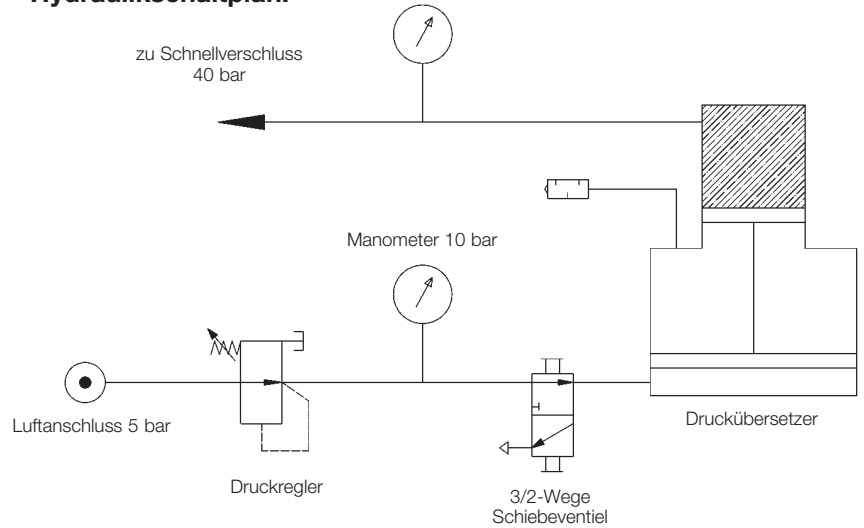 Hydraulikschaltplan:
zu Schnellverschluss
40 bar
Manometer 10 bar
Luftanschluss 5 bar
Druckregler
3/2-Wege
Schiebeventiel
Druckübersetzer